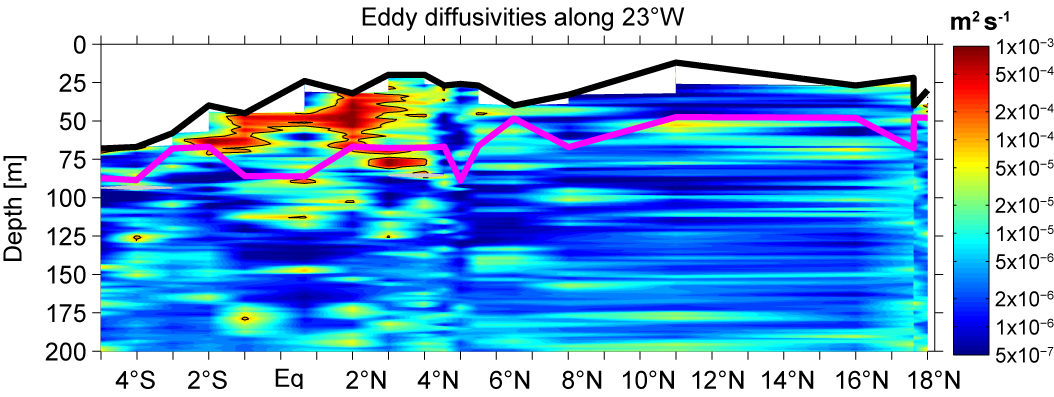 Eddy diffusivities along 23°W
m² s⁻¹
0
25
50
75
100
125
150
175
200
Depth [m]
4°S 2°S Eq 2°N 4°N 6°N 8°N 10°N 12°N 14°N 16°N 18°N
1x10⁻³
5x10⁻⁴
2x10⁻⁴
1x10⁻⁴
5x10⁻⁵
2x10⁻⁵
1x10⁻⁵
5x10⁻⁶
2x10⁻⁶
1x10⁻⁶
5x10⁻⁷